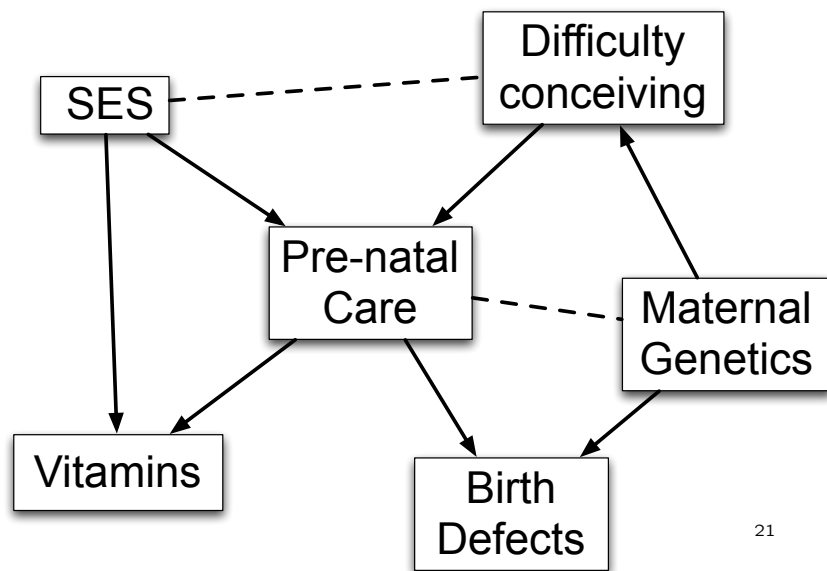 Difficulty
conceiving
SES
Pre-natal
Care
Maternal
Genetics
Vitamins
Birth
Defects
21